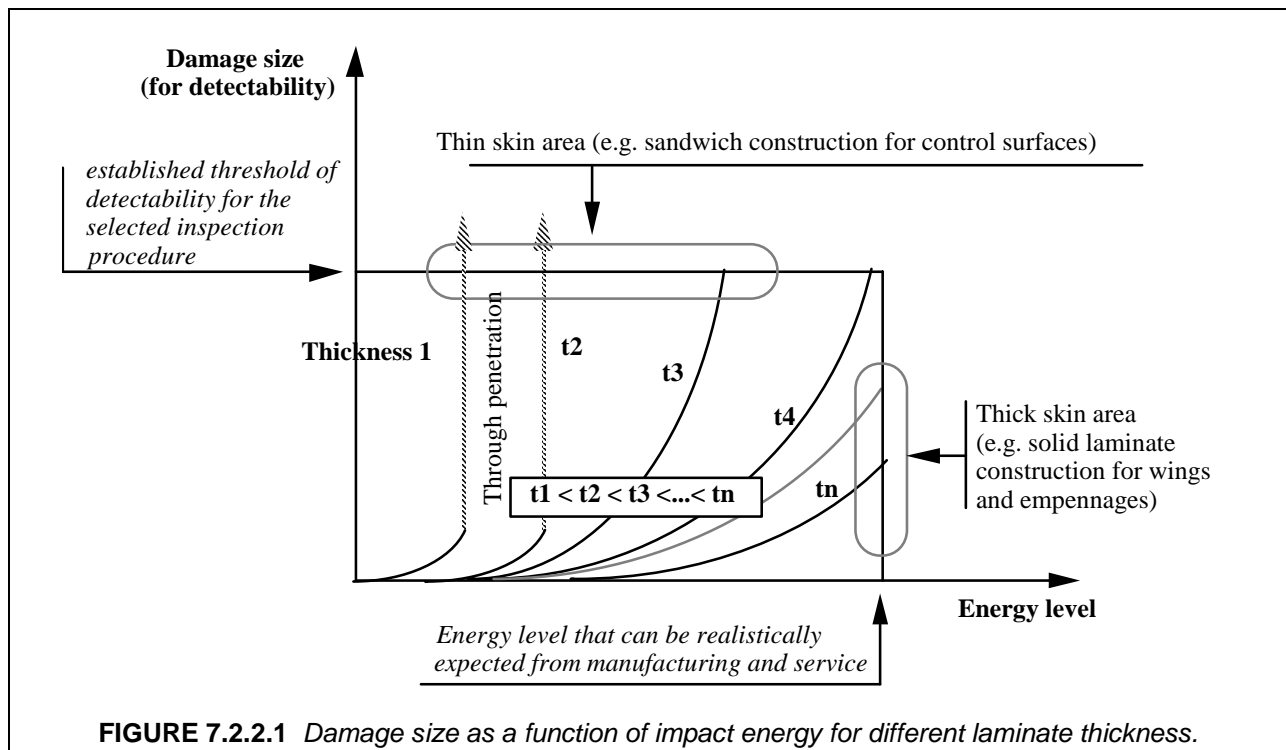 Damage size
(for detectability)
Thin skin area (e.g. sandwich construction for control surfaces)
established threshold of
detectability for the
selected inspection
procedure
Thickness 1
Through penetration
t2
t3
t4
tn
t1 < t2 < t3 <...< tn
Thick skin area
(e.g. solid laminate
construction for wings
and empennages)
Energy level
Energy level that can be realistically
expected from manufacturing and service
FIGURE 7.2.2.1 Damage size as a function of impact energy for different laminate thickness.